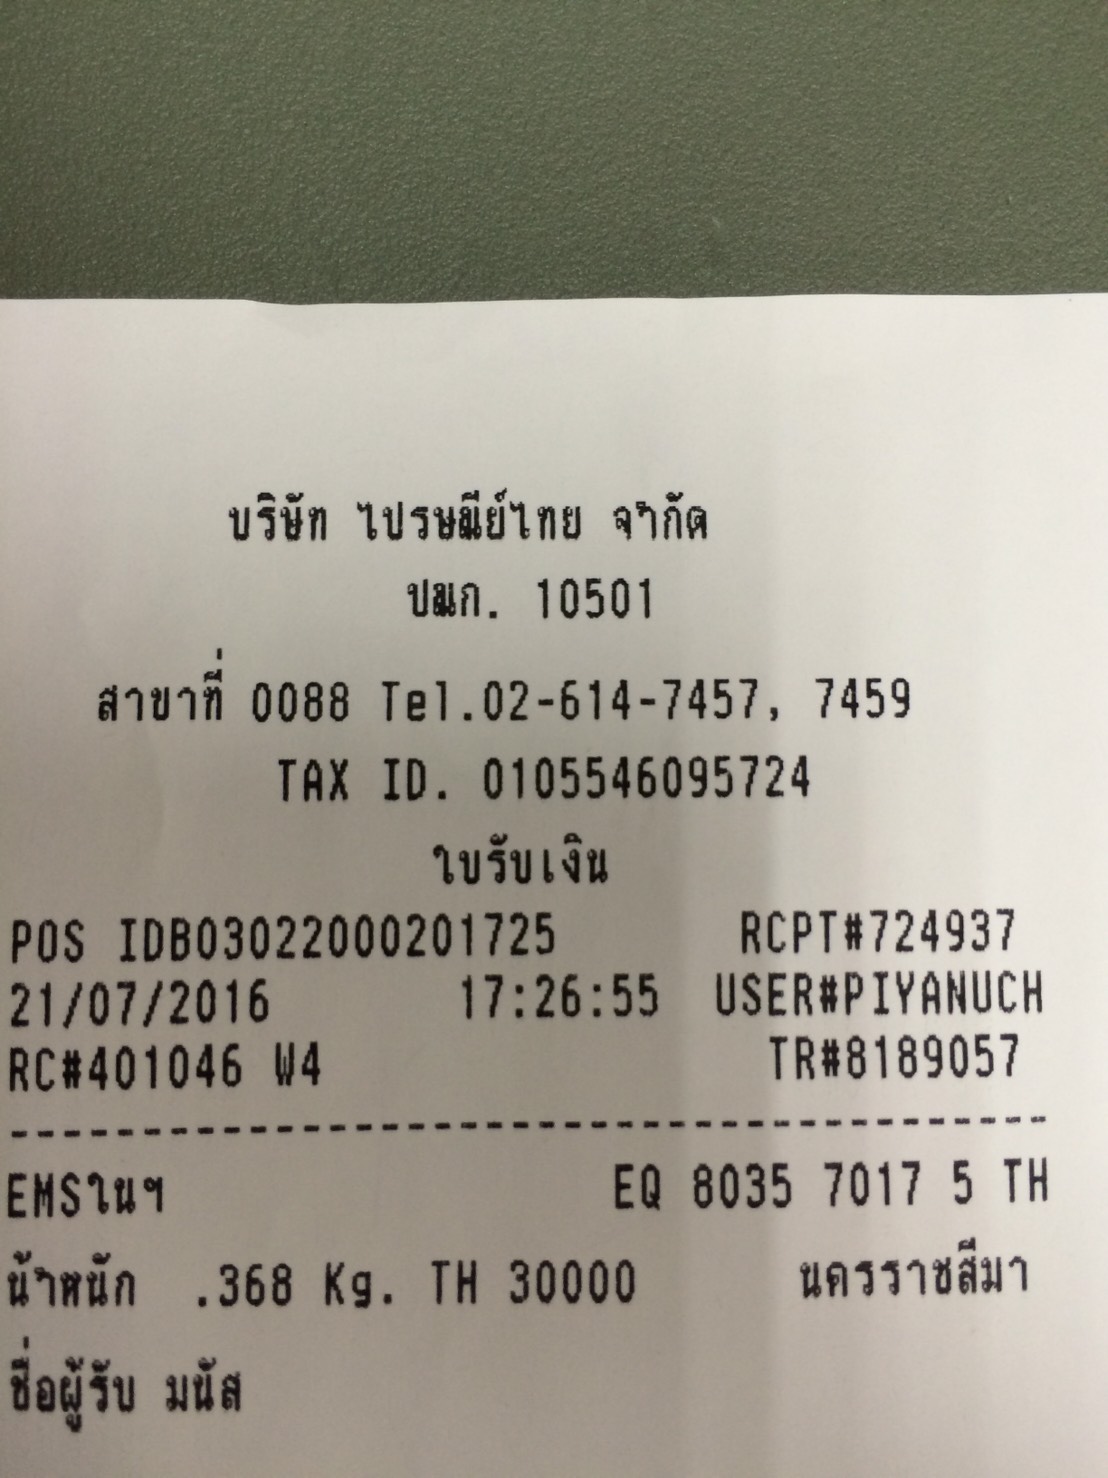 บริษัท ไปรษณีย์ไทย จำกัด
ปณก. 10501
สาขาที่ 0088 Tel.02-614-7457, 7459
TAX ID. 0105546095724
ใบรับเงิน
POS IDB03022000201725 RCPT#724937
21/07/2016 17:26:55 USER#PIYANUCH
RC#401046 W4 TR#8189057
EMSในฯ EQ 8035 7017 5 TH
น้ำหนัก .368 Kg. TH 30000 นครราชสีมา
ชื่อผู้รับ มนัส